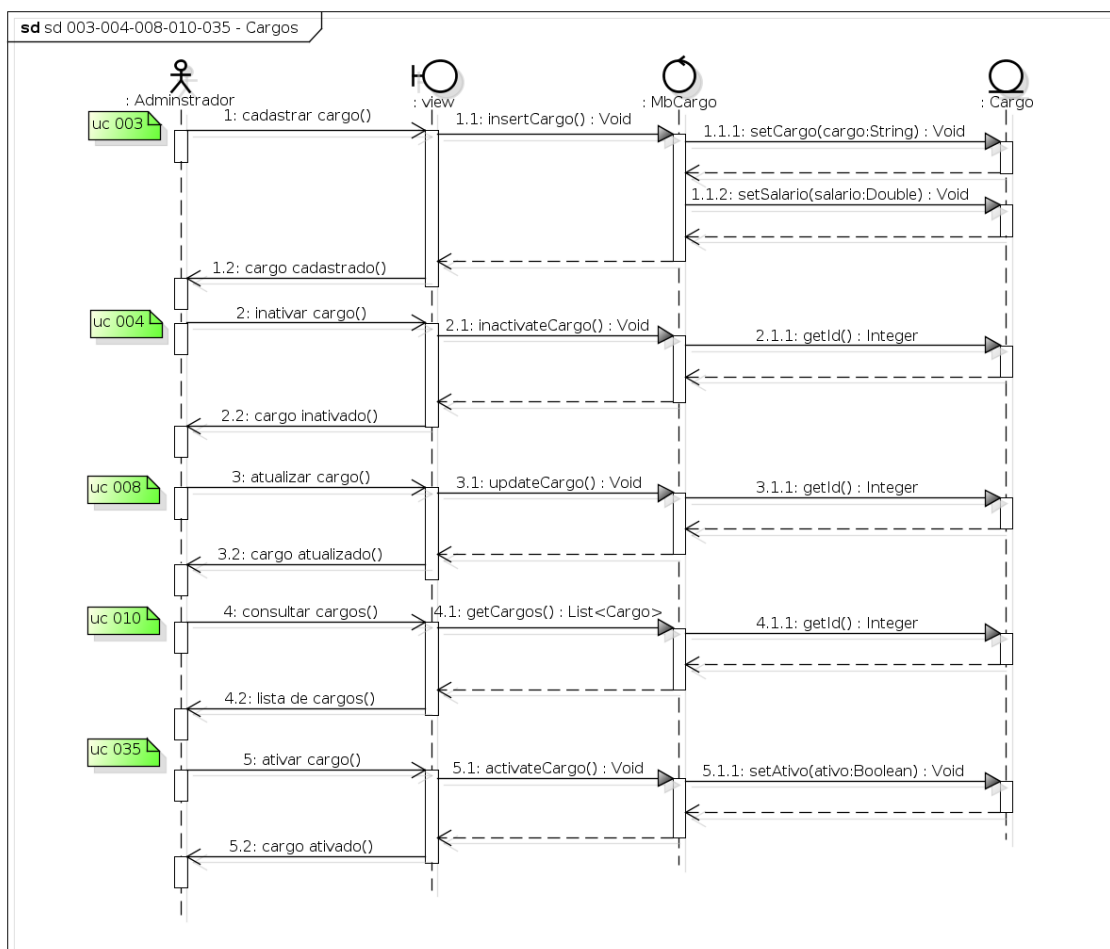 sd sd 003-004-008-010-035 - Cargos
: Adminstrador
: view
: MbCargo
: Cargo
uc 003
1: cadastrar cargo()
1.1: insertCargo() : Void
1.1.1: setCargo(cargo:String) : Void
1.1.2: setSalario(salario:Double) : Void
1.2: cargo cadastrado()
uc 004
2: inativar cargo()
2.1: inactivateCargo() : Void
2.1.1: getId() : Integer
2.2: cargo inativado()
uc 008
3: atualizar cargo()
3.1: updateCargo() : Void
3.1.1: getId() : Integer
3.2: cargo atualizado()
uc 010
4: consultar cargos()
4.1: getCargos() : List<Cargo>
4.1.1: getId() : Integer
4.2: lista de cargos()
uc 035
5: ativar cargo()
5.1: activateCargo() : Void
5.1.1: setAtivo(ativo:Boolean) : Void
5.2: cargo ativado()